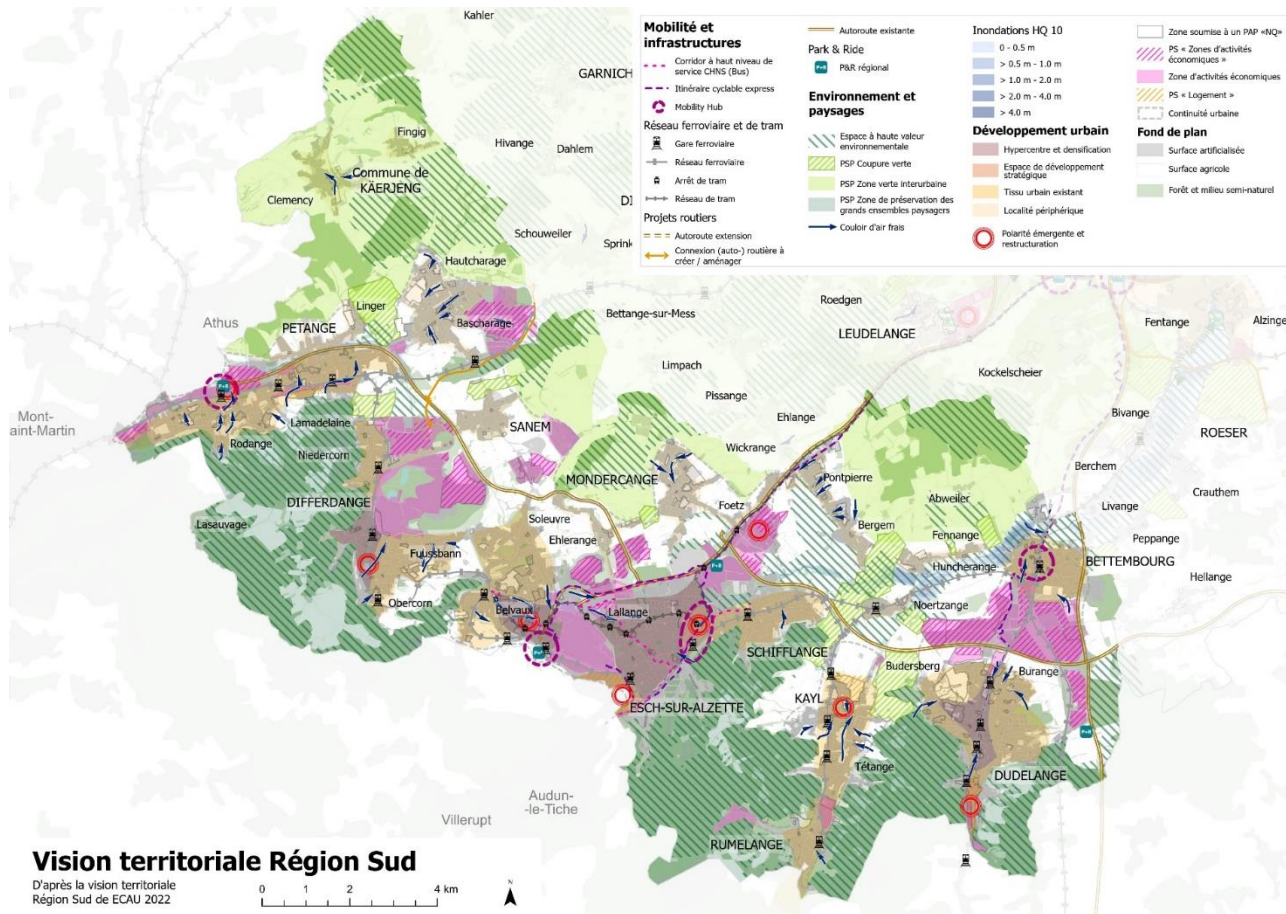 Kahler
GARNICH
Fingig
Hivange
Dahlem
Commune de
KÄERJENG
Clemency
DI
Schouweiler
Sprink
Hautcharage
Linger
Bascharage
Athus
PETANGE
Bettange-sur-Mess
Roedgen
LEUDELANGE
Fentange
Alzinge
Limpach
Pissange
Kockelscheier
Ehlange
Wickrange
Bivange
ROESER
Mont-
aint-Martin
P+R
Lamadelaine
Rodange
Niedercorn
SANEM
MONDERCANGE
Pontpierre
Berchem
DIFFERDANGE
Foetz
Abweiler
Livange
Crauthem
Lasauvage
Soleuvre
Ehlerange
Bergem
Fennange
Peppange
Fuussbann
P+R
Huncherange
BETTEMBOURG
Hellange
Obercorn
Belvaux
Lallange
Noertzange
SCHIFFLANGE
Budersberg
Burange
ESCH-SUR-ALZETTE
KAYL
P+R
Tétange
DUDELANGE
Audun-
-le-Tiche
Villerupt
RUMELANGE
Mobilité et
infrastructures
Corridor à haut niveau de
service CHNS (Bus)
Itinéraire cyclable express
Mobility Hub
Réseau ferroviaire et de tram
Gare ferroviaire
Réseau ferroviaire
Arrêt de tram
Réseau de tram
Projets routiers
Autoroute extension
Connexion (auto-) routière à
créer / aménager
Autoroute existante
Park & Ride
P+R
P&R régional
Environnement et
paysages
Espace à haute valeur
environnementale
PSP Coupure verte
PSP Zone verte interurbaine
PSP Zone de préservation des
grands ensembles paysagers
Couloir d'air frais
Inondations HQ 10
0 - 0.5 m
> 0.5 m - 1.0 m
> 1.0 m - 2.0 m
> 2.0 m - 4.0 m
> 4.0 m
Développement urbain
Hypercentre et densification
Espace de développement
stratégique
Tissu urbain existant
Localité périphérique
Polarité émergente et
restructuration
Zone soumise à un PAP «NQ»
PS « Zones d'activités
économiques »
Zone d'activités économiques
PS « Logement »
Continuité urbaine
Fond de plan
Surface artificialisée
Surface agricole
Forêt et milieu semi-naturel
Vision territoriale Région Sud
D'après la vision territoriale
Région Sud de ECAU 2022
0 1 2 4 km
N